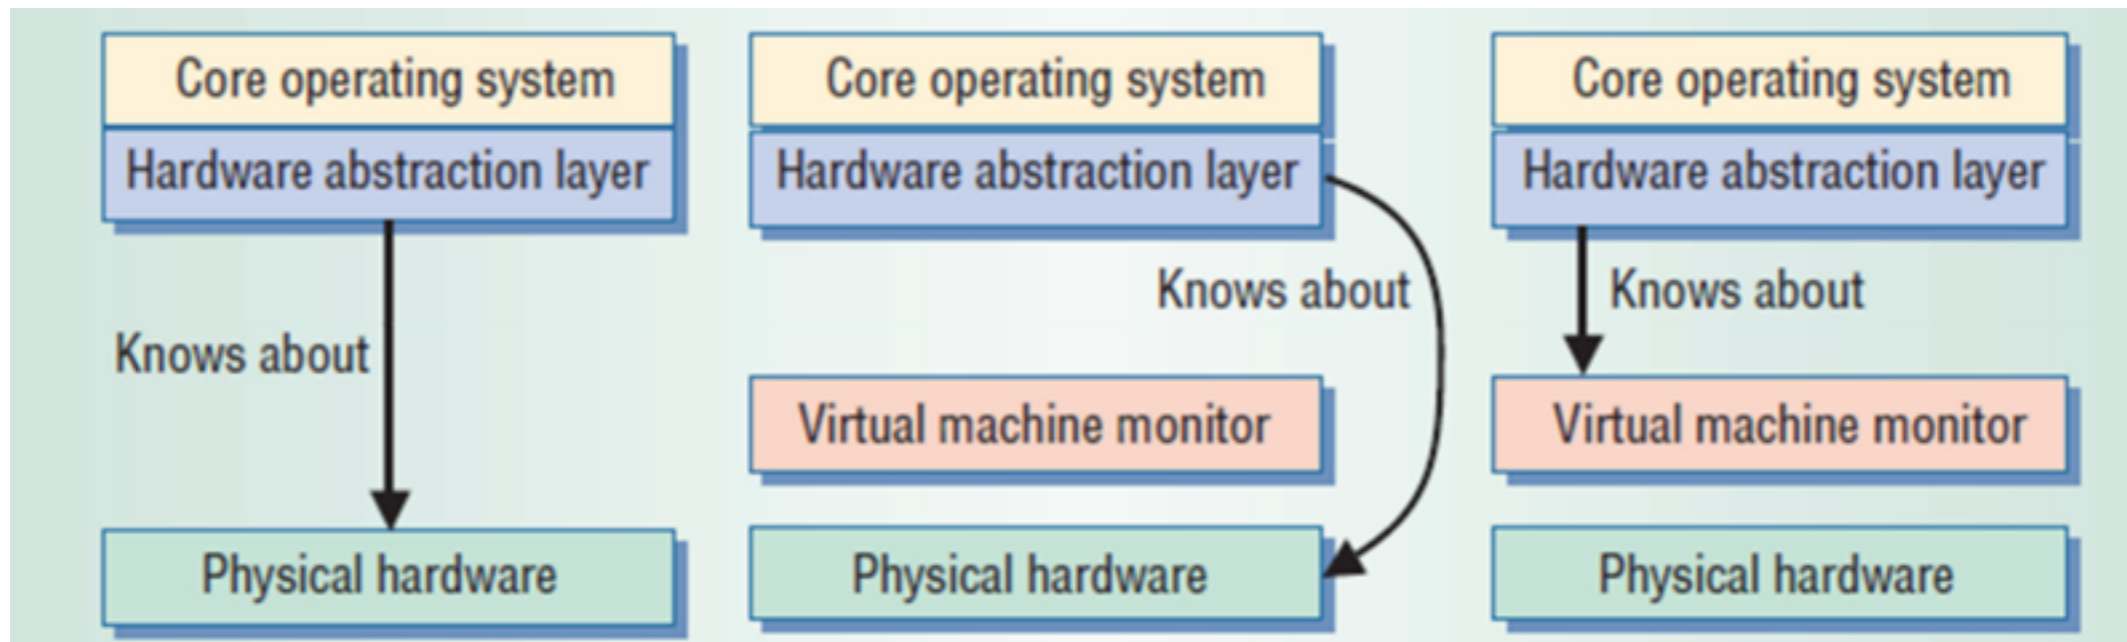 Core operating system
Hardware abstraction layer
Knows about
Physical hardware
Core operating system
Hardware abstraction layer
Knows about
Virtual machine monitor
Physical hardware
Core operating system
Hardware abstraction layer
Knows about
Virtual machine monitor
Physical hardware